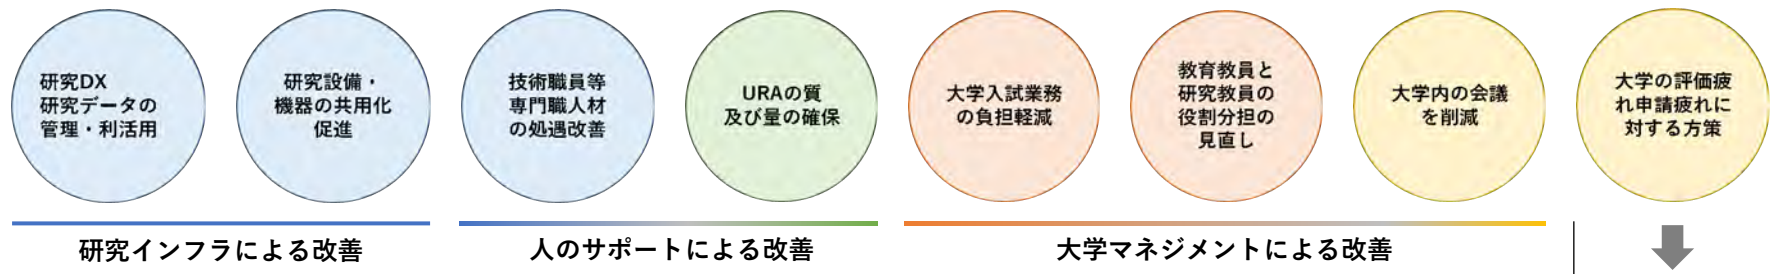 研究DX
研究データの
管理・利活用
研究設備・
機器の共用化
促進
技術職員等
専門職人材
の処遇改善
URAの質
及び量の確保
大学入試業務
の負担軽減
教育教員と
研究教員の
役割分担の
見直し
大学内の会議
を削減
大学の評価疲
れ申請疲れに
対する方策
研究インフラによる改善
人のサポートによる改善
大学マネジメントによる改善